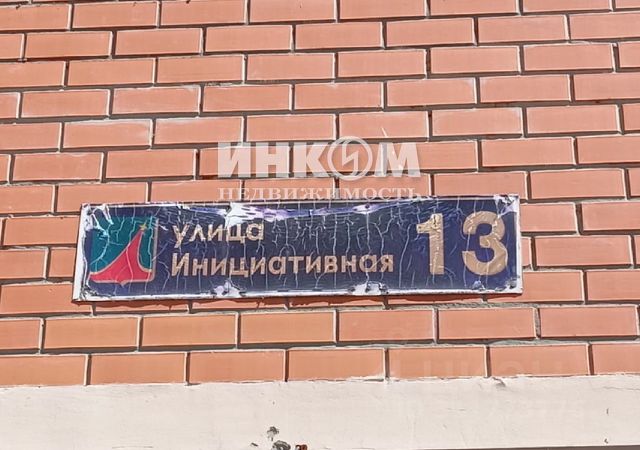 ИНКОМ
НЕДВИЖИМОСТЬ
улица
Инициативная
13